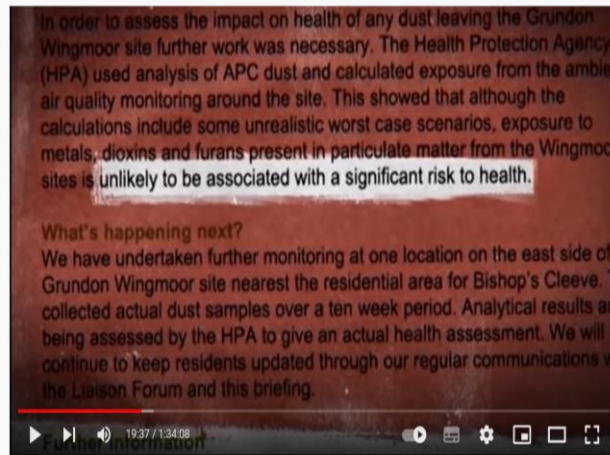 In order to assess the impact on health of any dust leaving the Grundon
Wingmoor site further work was necessary. The Health Protection Agency
(HPA) used analysis of APC dust and calculated exposure from the
air quality monitoring around the site. This showed that although the
calculations include some unrealistic worst case scenarios, exposure to
metals, dioxins and furans present in particulate matter from the
sites is unlikely to be associated with a significant risk to health.
What's happening next?
We have undertaken further monitoring at one location on the east side of
Grundon Wingmoor site nearest the residential area for Bishop's Cleeve.
collected actual dust samples over a ten week period. Analytical results
being assessed by the HPA to give an actual health assessment. We will
continue to keep residents updated through our regular communications
the Liaison Forum and this briefing.
19:37 / 1:34:08
Further information